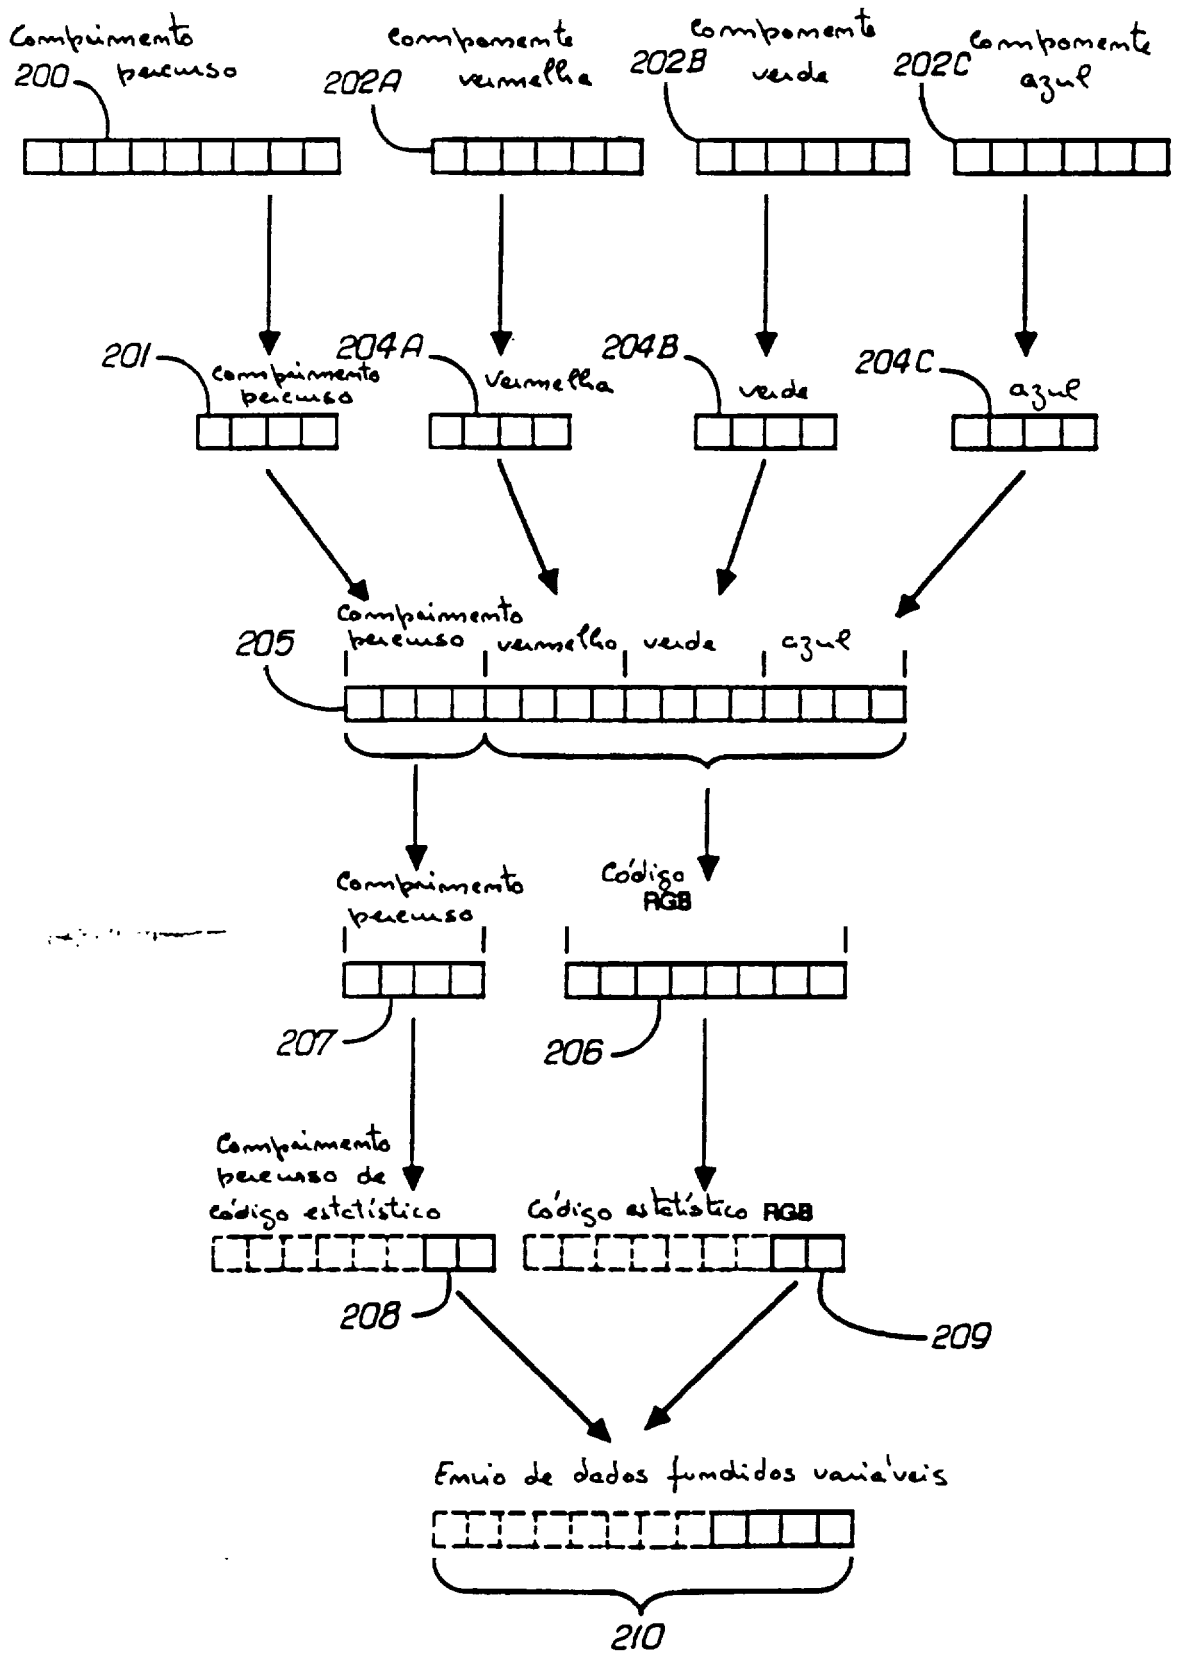 Comprimento
percurso
200
componente
vermelha
202A
componente
verde
202B
componente
azul
202C
201
comprimento
percurso
204A
vermelha
204B
verde
204C
azul
205
Comprimento
percurso
vermelho
verde
azul
Comprimento
percurso
Código
RGB
207
206
Comprimento
percurso de
código estatístico
Código estatístico RGB
208
209
Envio de dados fundidos variáveis
210